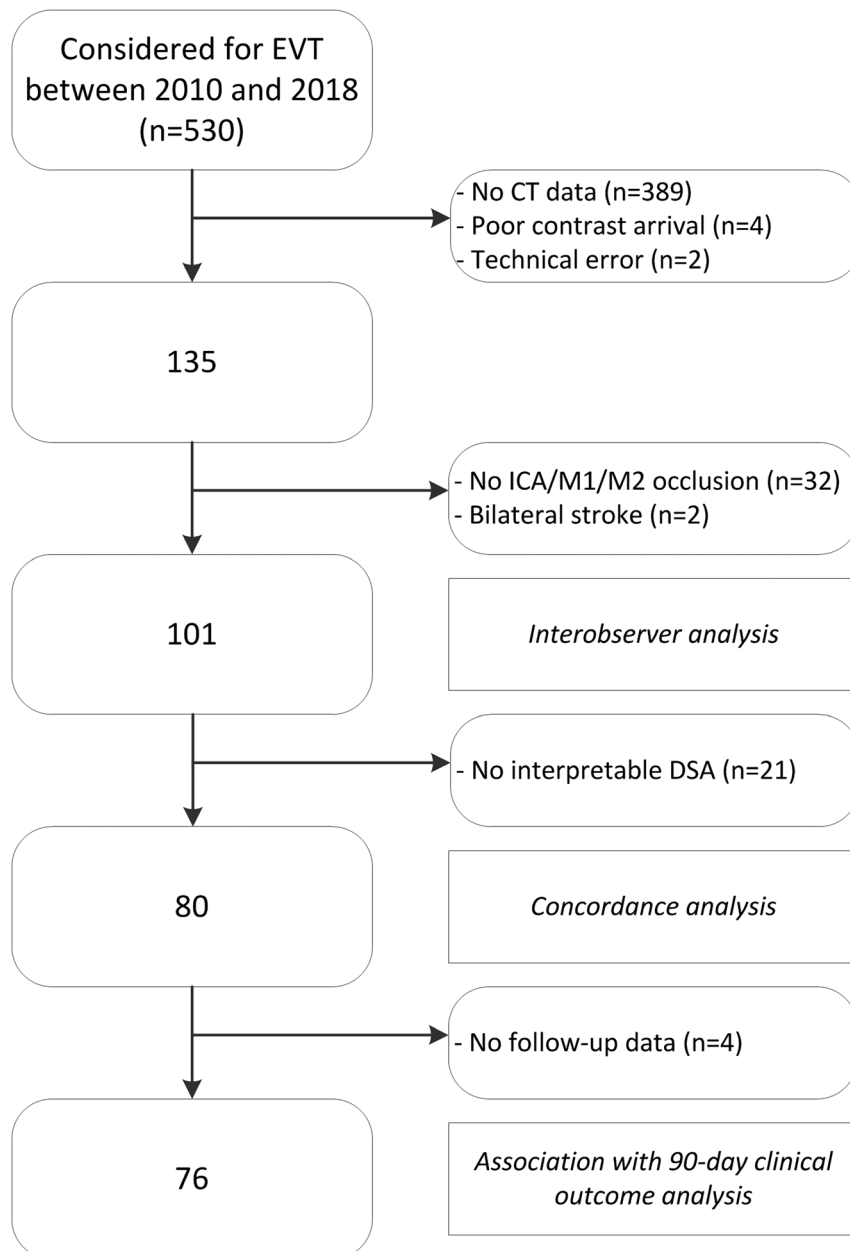 Considered for EVT
between 2010 and 2018
(n=530)
- No CT data (n=389)
- Poor contrast arrival (n=4)
- Technical error (n=2)
135
- No ICA/M1/M2 occlusion (n=32)
- Bilateral stroke (n=2)
101
Interobserver analysis
- No interpretable DSA (n=21)
80
Concordance analysis
- No follow-up data (n=4)
76
Association with 90-day clinical
outcome analysis